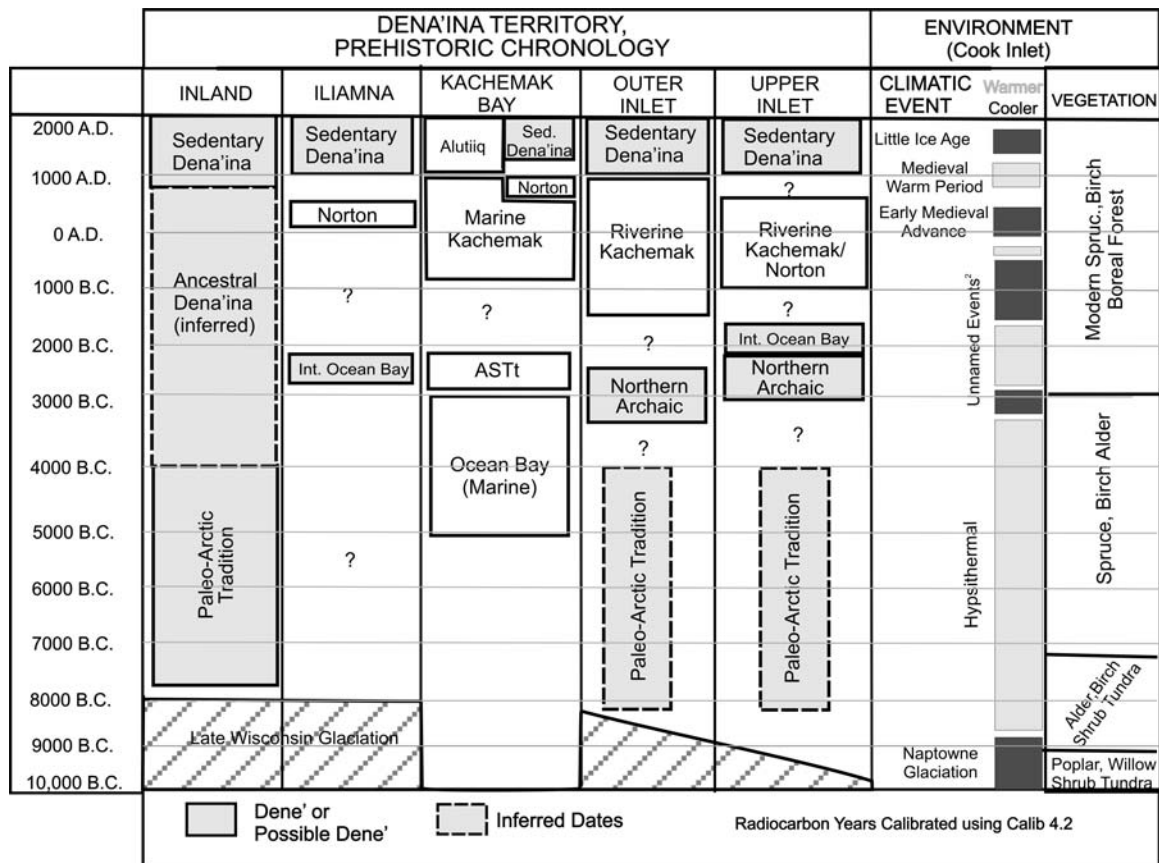 DENA'INA TERRITORY,
PREHISTORIC CHRONOLOGY
ENVIRONMENT
(Cook Inlet)
INLAND
ILIAMNA
KACHEMAK
BAY
OUTER
INLET
UPPER
INLET
CLIMATIC
EVENT
Warmer
Cooler
VEGETATION
2000 A.D.
1000 A.D.
0 A.D.
1000 B.C.
2000 B.C.
3000 B.C.
4000 B.C.
5000 B.C.
6000 B.C.
7000 B.C.
8000 B.C.
9000 B.C.
10,000 B.C.
Sedentary
Dena'ina
Ancestral
Dena'ina
(inferred)
Paleo-Arctic
Tradition
Late Wisconsin Glaciation
Sedentary
Dena'ina
Norton
?
Int. Ocean Bay
?
Alutiiq
Sed.
Dena'ina
Norton
Marine
Kachemak
?
ASTt
Ocean Bay
(Marine)
Sedentary
Dena'ina
Riverine
Kachemak
?
Northern
Archaic
?
Paleo-Arctic Tradition
Sedentary
Dena'ina
?
Riverine
Kachemak/
Norton
?
Int. Ocean Bay
Northern
Archaic
?
Paleo-Arctic Tradition
Little Ice Age
Medieval
Warm Period
Early Medieval
Advance
Unnamed Events²
Hypsithermal
Naptowne
Glaciation
Modern Spruc.,Birch
Boreal Forest
Spruce, Birch Alder
Alder,Birch
Shrub Tundra
Poplar, Willow
Shrub Tundra
Dene' or
Possible Dene'
Inferred Dates
Radiocarbon Years Calibrated using Calib 4.2